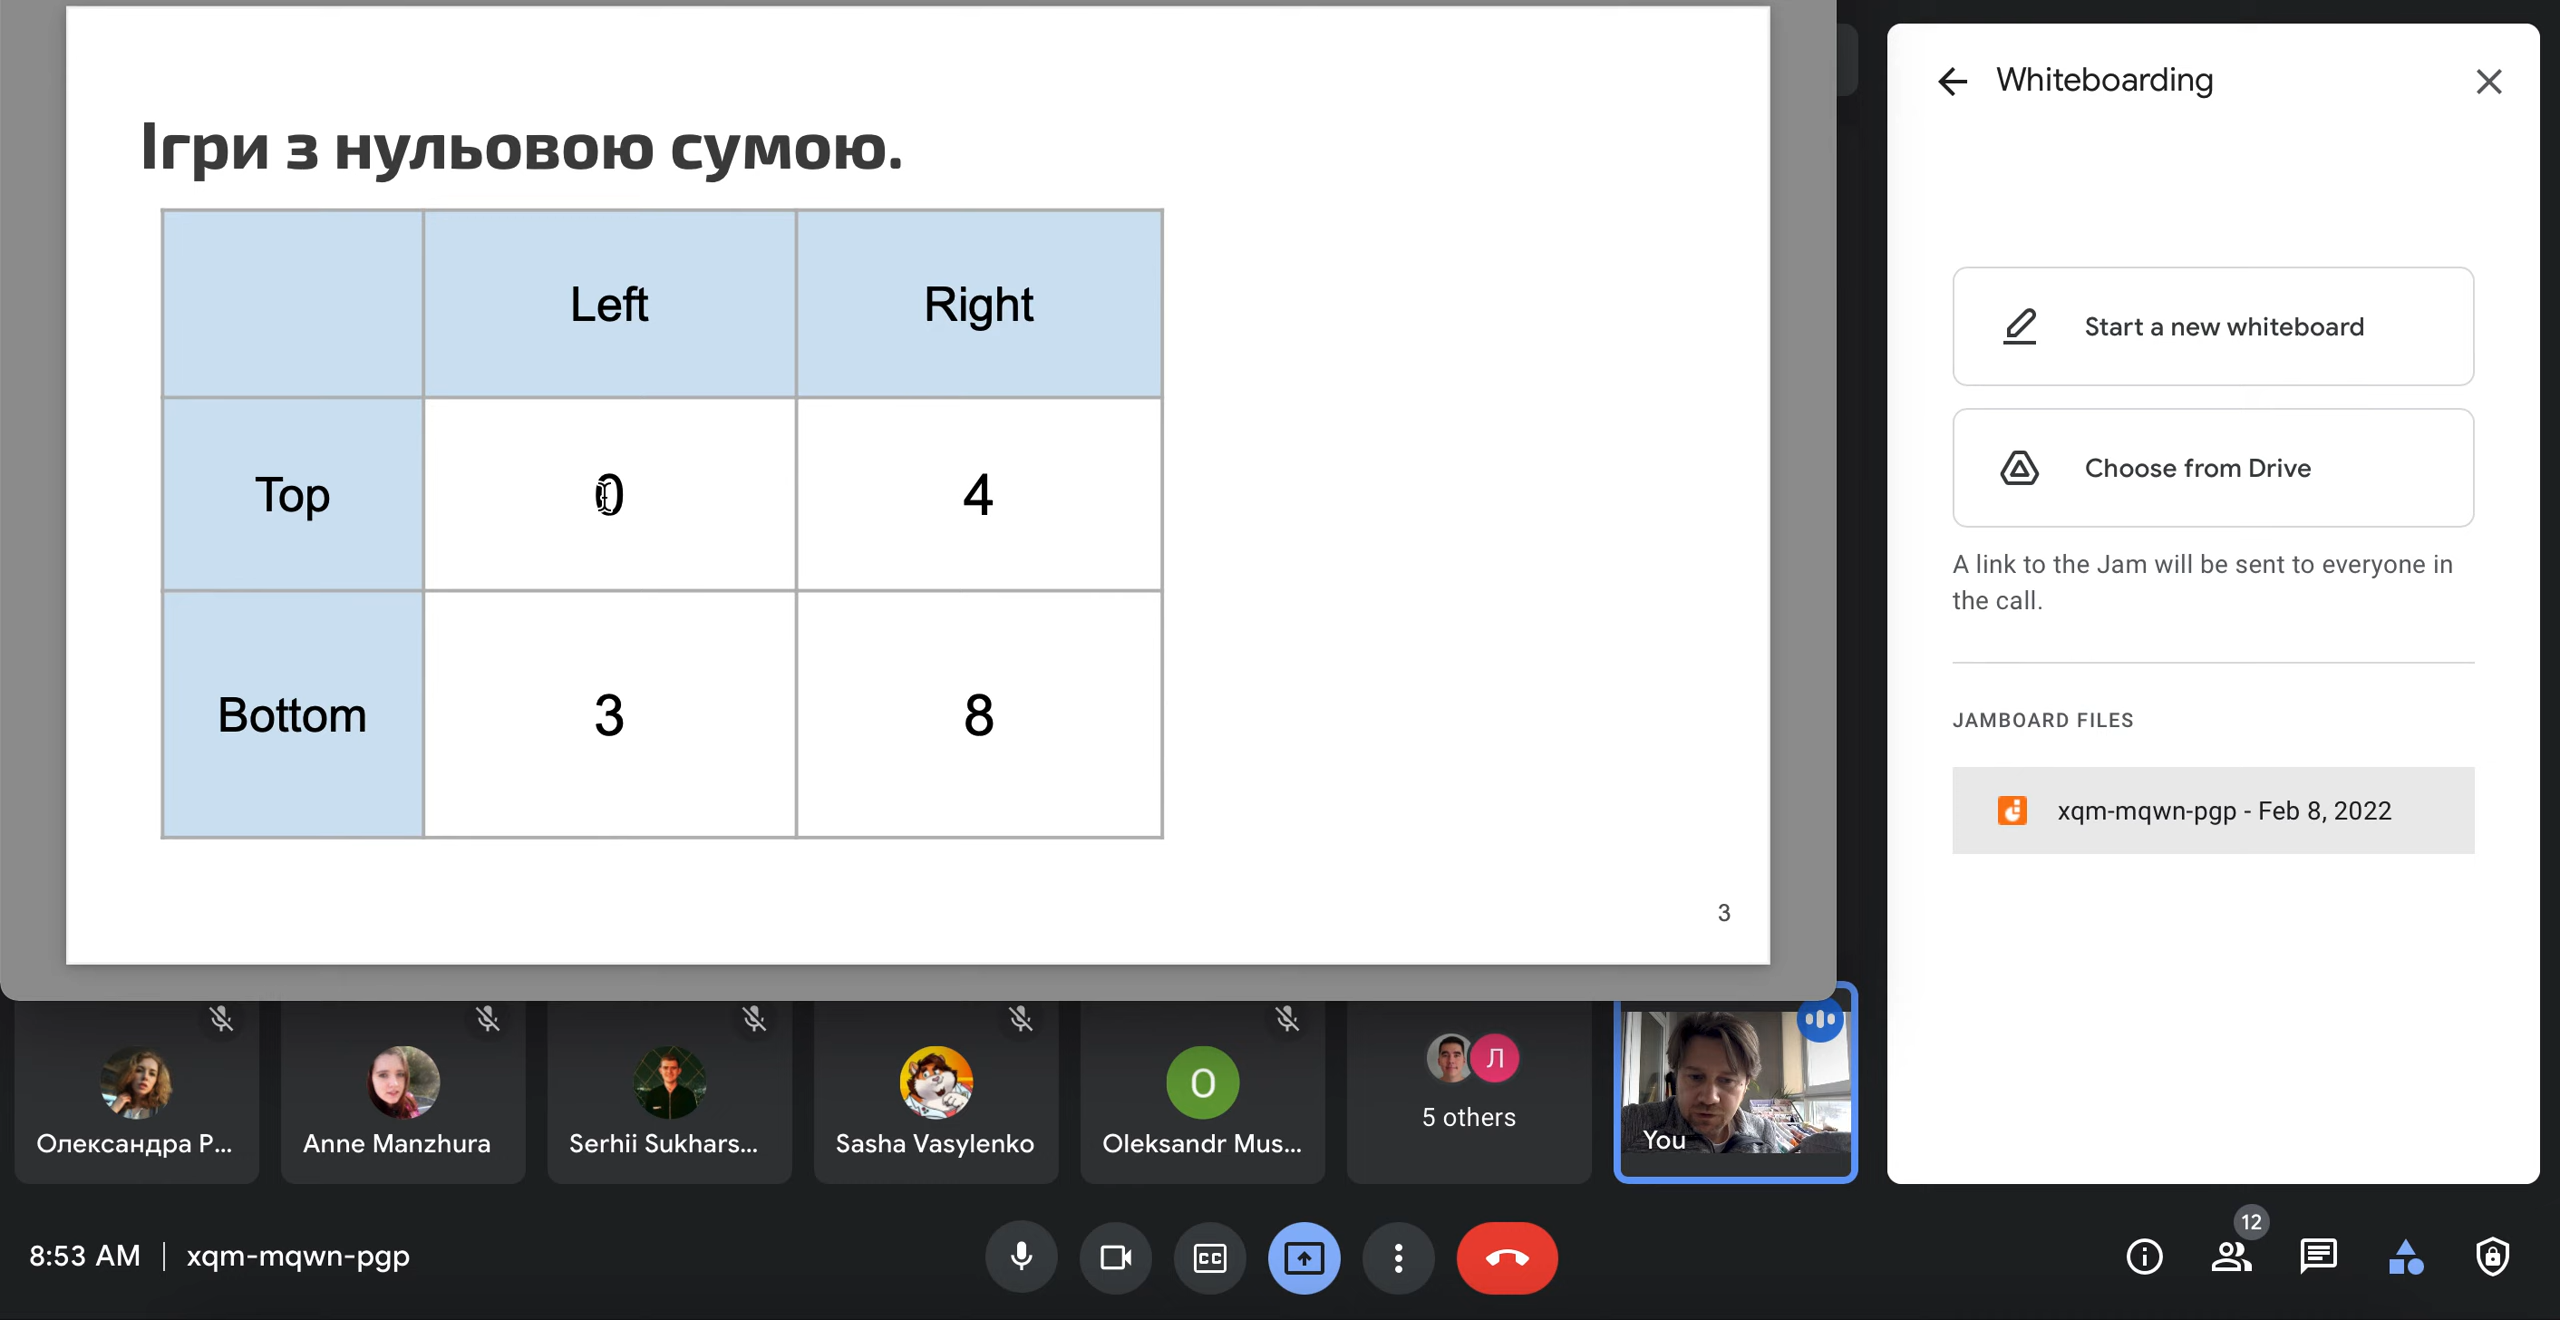 Ігри з нульовою сумою.
Left Right
Top 0 4
Bottom 3 8
3
Whiteboarding
Start a new whiteboard
Choose from Drive
A link to the Jam will be sent to everyone in
the call.
JAMBOARD FILES
xqm-mqwn-pgp - Feb 8, 2022
Л
O
5 others
You
Олександра Р...
Anne Manzhura
Serhii Sukhars...
Sasha Vasylenko
Oleksandr Mus...
8:53 AM | xqm-mqwn-pgp
CC
12